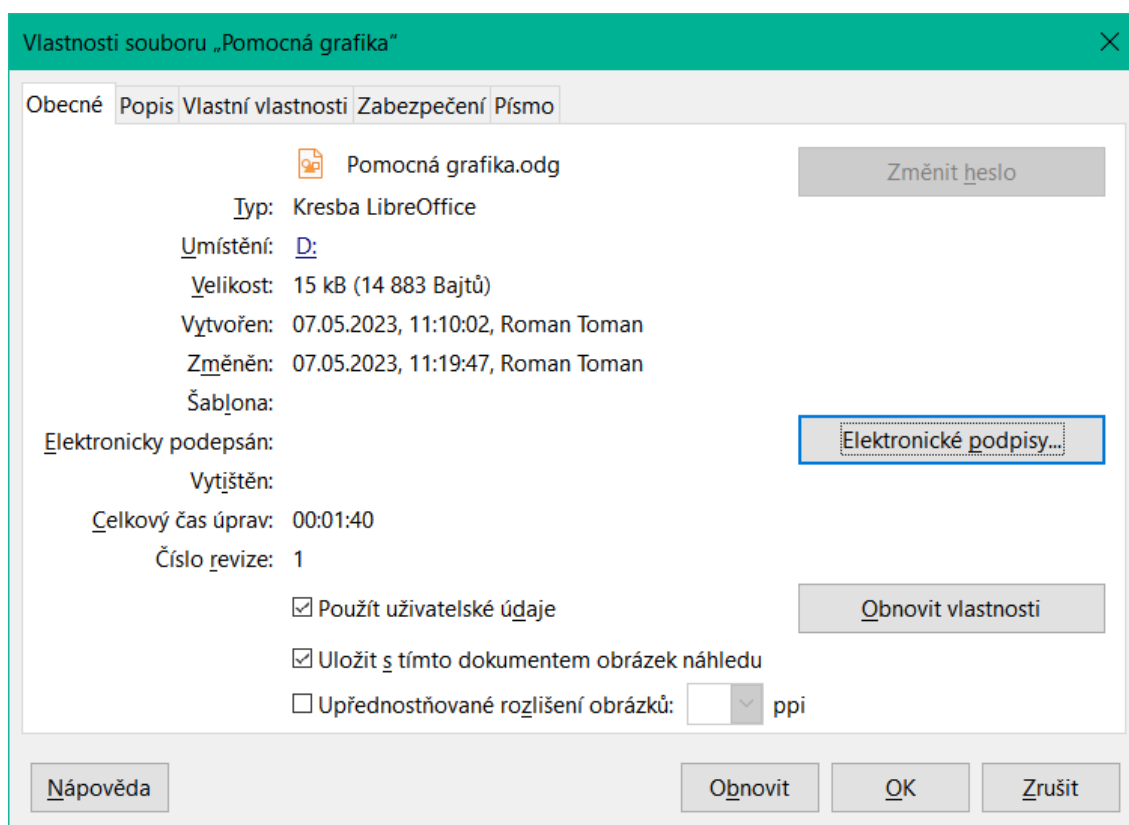 Vlastnosti souboru „Pomocná grafika“
Obecné Popis Vlastní vlastnosti Zabezpečení Písmo
Pomocná grafika.odg Změnit heslo
Typ: Kresba LibreOffice
Umístění: D:
Velikost: 15 kB (14 883 Bajtů)
Vytvořen: 07.05.2023, 11:10:02, Roman Toman
Změněn: 07.05.2023, 11:19:47, Roman Toman
Šablona:
Elektronicky podepsán: Elektronické podpisy...
Vytištěn:
Celkový čas úprav: 00:01:40
Číslo revize: 1
Použít uživatelské údaje Obnovit vlastnosti
Uložit s tímto dokumentem obrázek náhledu
Upřednostňované rozlišení obrázků: ppi
Nápověda Obnovit OK Zrušit